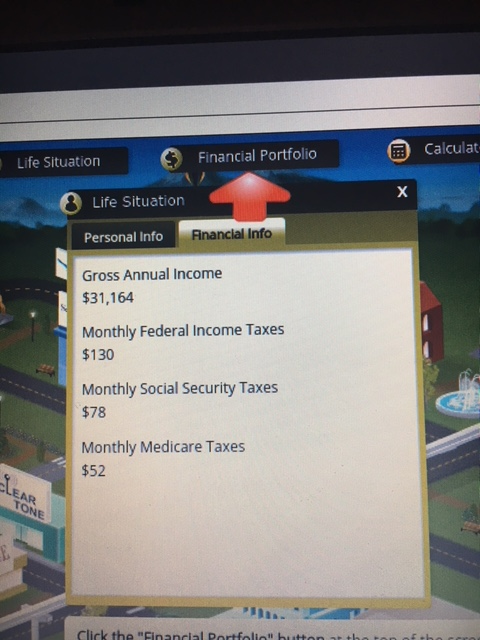 Life Situation
Financial Portfolio
Life Situation
X
Personal Info
Financial Info
Gross Annual Income
$31,164
Monthly Federal Income Taxes
$130
Monthly Social Security Taxes
$78
Monthly Medicare Taxes
$52
CLEAR
TONE
Click the "Financial Portfolio" button at the top of the